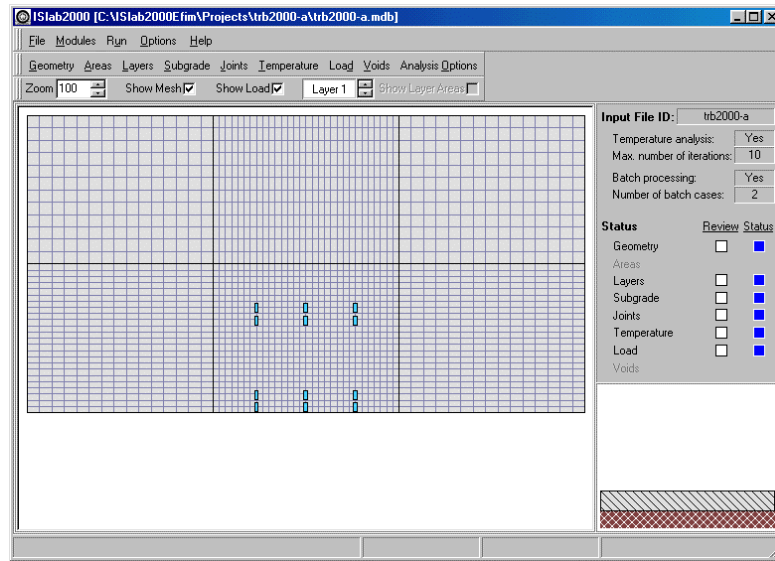 ISlab2000 [C:\ISlab2000Efim\Projects\trb2000-a\trb2000-a.mdb]
File Modules Run Options Help
Geometry Areas Layers Subgrade Joints Temperature Load Voids Analysis Options
Zoom 100 Show Mesh Show Load Layer 1 Show Layer Areas
Input File ID: trb2000-a
Temperature analysis: Yes
Max. number of iterations: 10
Batch processing: Yes
Number of batch cases: 2
Status Review Status
Geometry
Areas
Layers
Subgrade
Joints
Temperature
Load
Voids